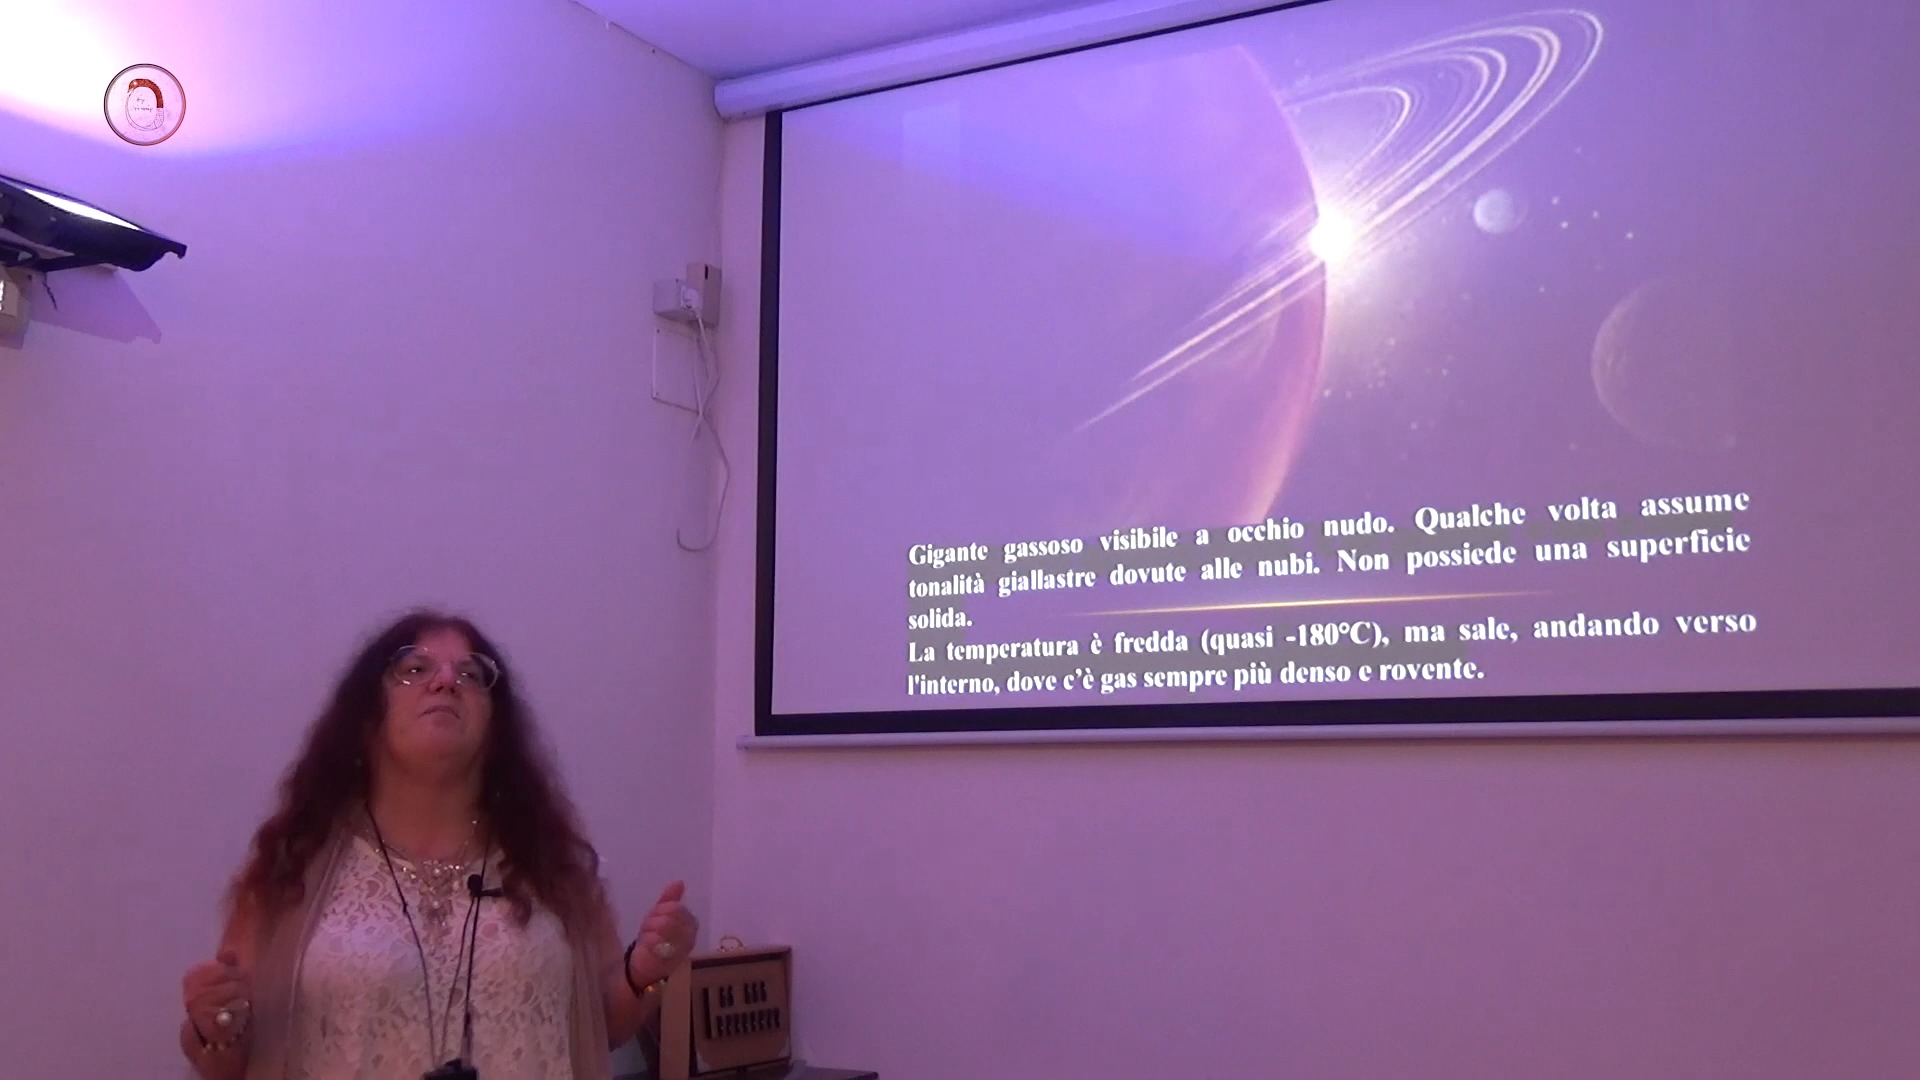 Gigante gassoso visibile a occhio nudo. Qualche volta assume
tonalità giallastre dovute alle nubi. Non possiede una superficie
solida.
La temperatura è fredda (quasi -180°C), ma sale, andando verso
l'interno, dove c'è gas sempre più denso e rovente.